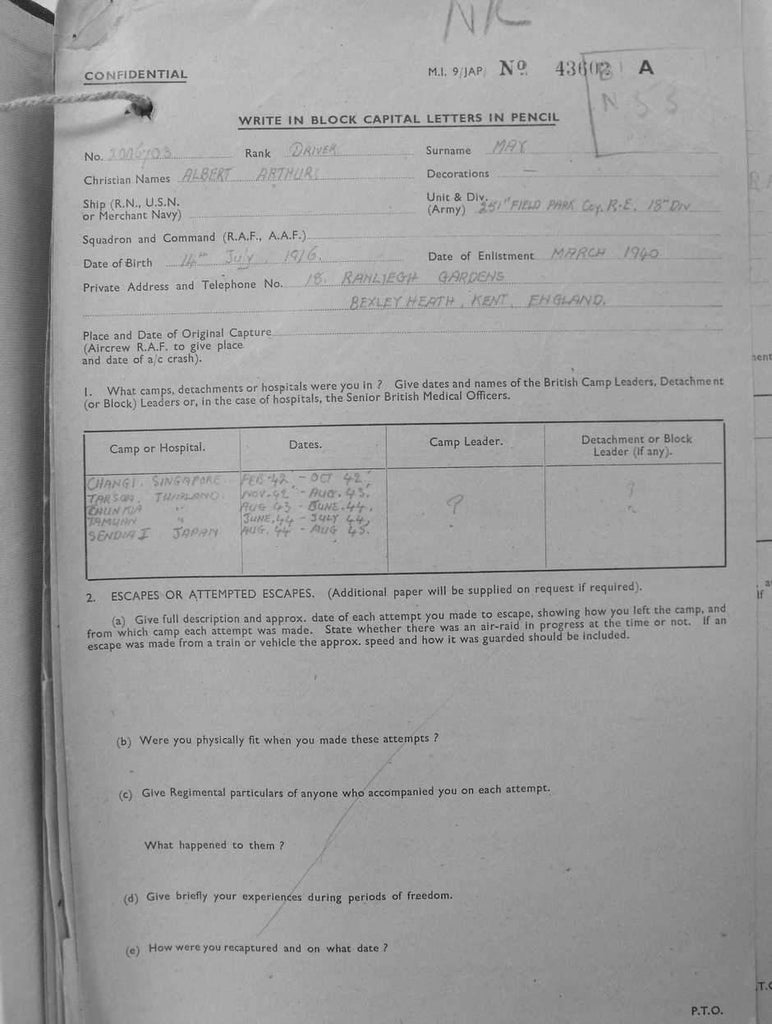 NK
CONFIDENTIAL
M.I. 9/JAP. No. 43602 A
N S S
WRITE IN BLOCK CAPITAL LETTERS IN PENCIL
No. Rank DRIVER Surname MAY
Christian Names ALBERT ARTHUR Decorations —
Ship (R.N., U.S.N.
or Merchant Navy)
Unit & Div.
(Army) 251st FIELD PARK Coy. R.E. 18th Div
Squadron and Command (R.A.F., A.A.F.)
Date of Birth 14th July, 1916. Date of Enlistment MARCH 1940
Private Address and Telephone No. 18. RANLIEGH GARDENS
BEXLEY HEATH, KENT, ENGLAND.
Place and Date of Original Capture
(Aircrew R.A.F. to give place
and date of a/c crash).
1. What camps, detachments or hospitals were you in ? Give dates and names of the British Camp Leaders, Detachment
(or Block) Leaders or, in the case of hospitals, the Senior British Medical Officers.
Camp or Hospital. Dates. Camp Leader. Detachment or Block
Leader (if any).
CHANGI. SINGAPORE. FEB 42 - OCT 42,
TARSOA. THAILAND. NOV. 42 - AUG. 43. ?
" AUG 43 - JUNE. 44. ? "
TAMUAN " JUNE. 44 - JULY 44,
SENDIA I JAPAN AUG. 44 - AUG 45.
2. ESCAPES OR ATTEMPTED ESCAPES. (Additional paper will be supplied on request if required).
(a) Give full description and approx. date of each attempt you made to escape, showing how you left the camp, and
from which camp each attempt was made. State whether there was an air-raid in progress at the time or not. If an
escape was made from a train or vehicle the approx. speed and how it was guarded should be included.
(b) Were you physically fit when you made these attempts ?
(c) Give Regimental particulars of anyone who accompanied you on each attempt.
What happened to them ?
(d) Give briefly your experiences during periods of freedom.
(e) How were you recaptured and on what date ?
P.T.O.